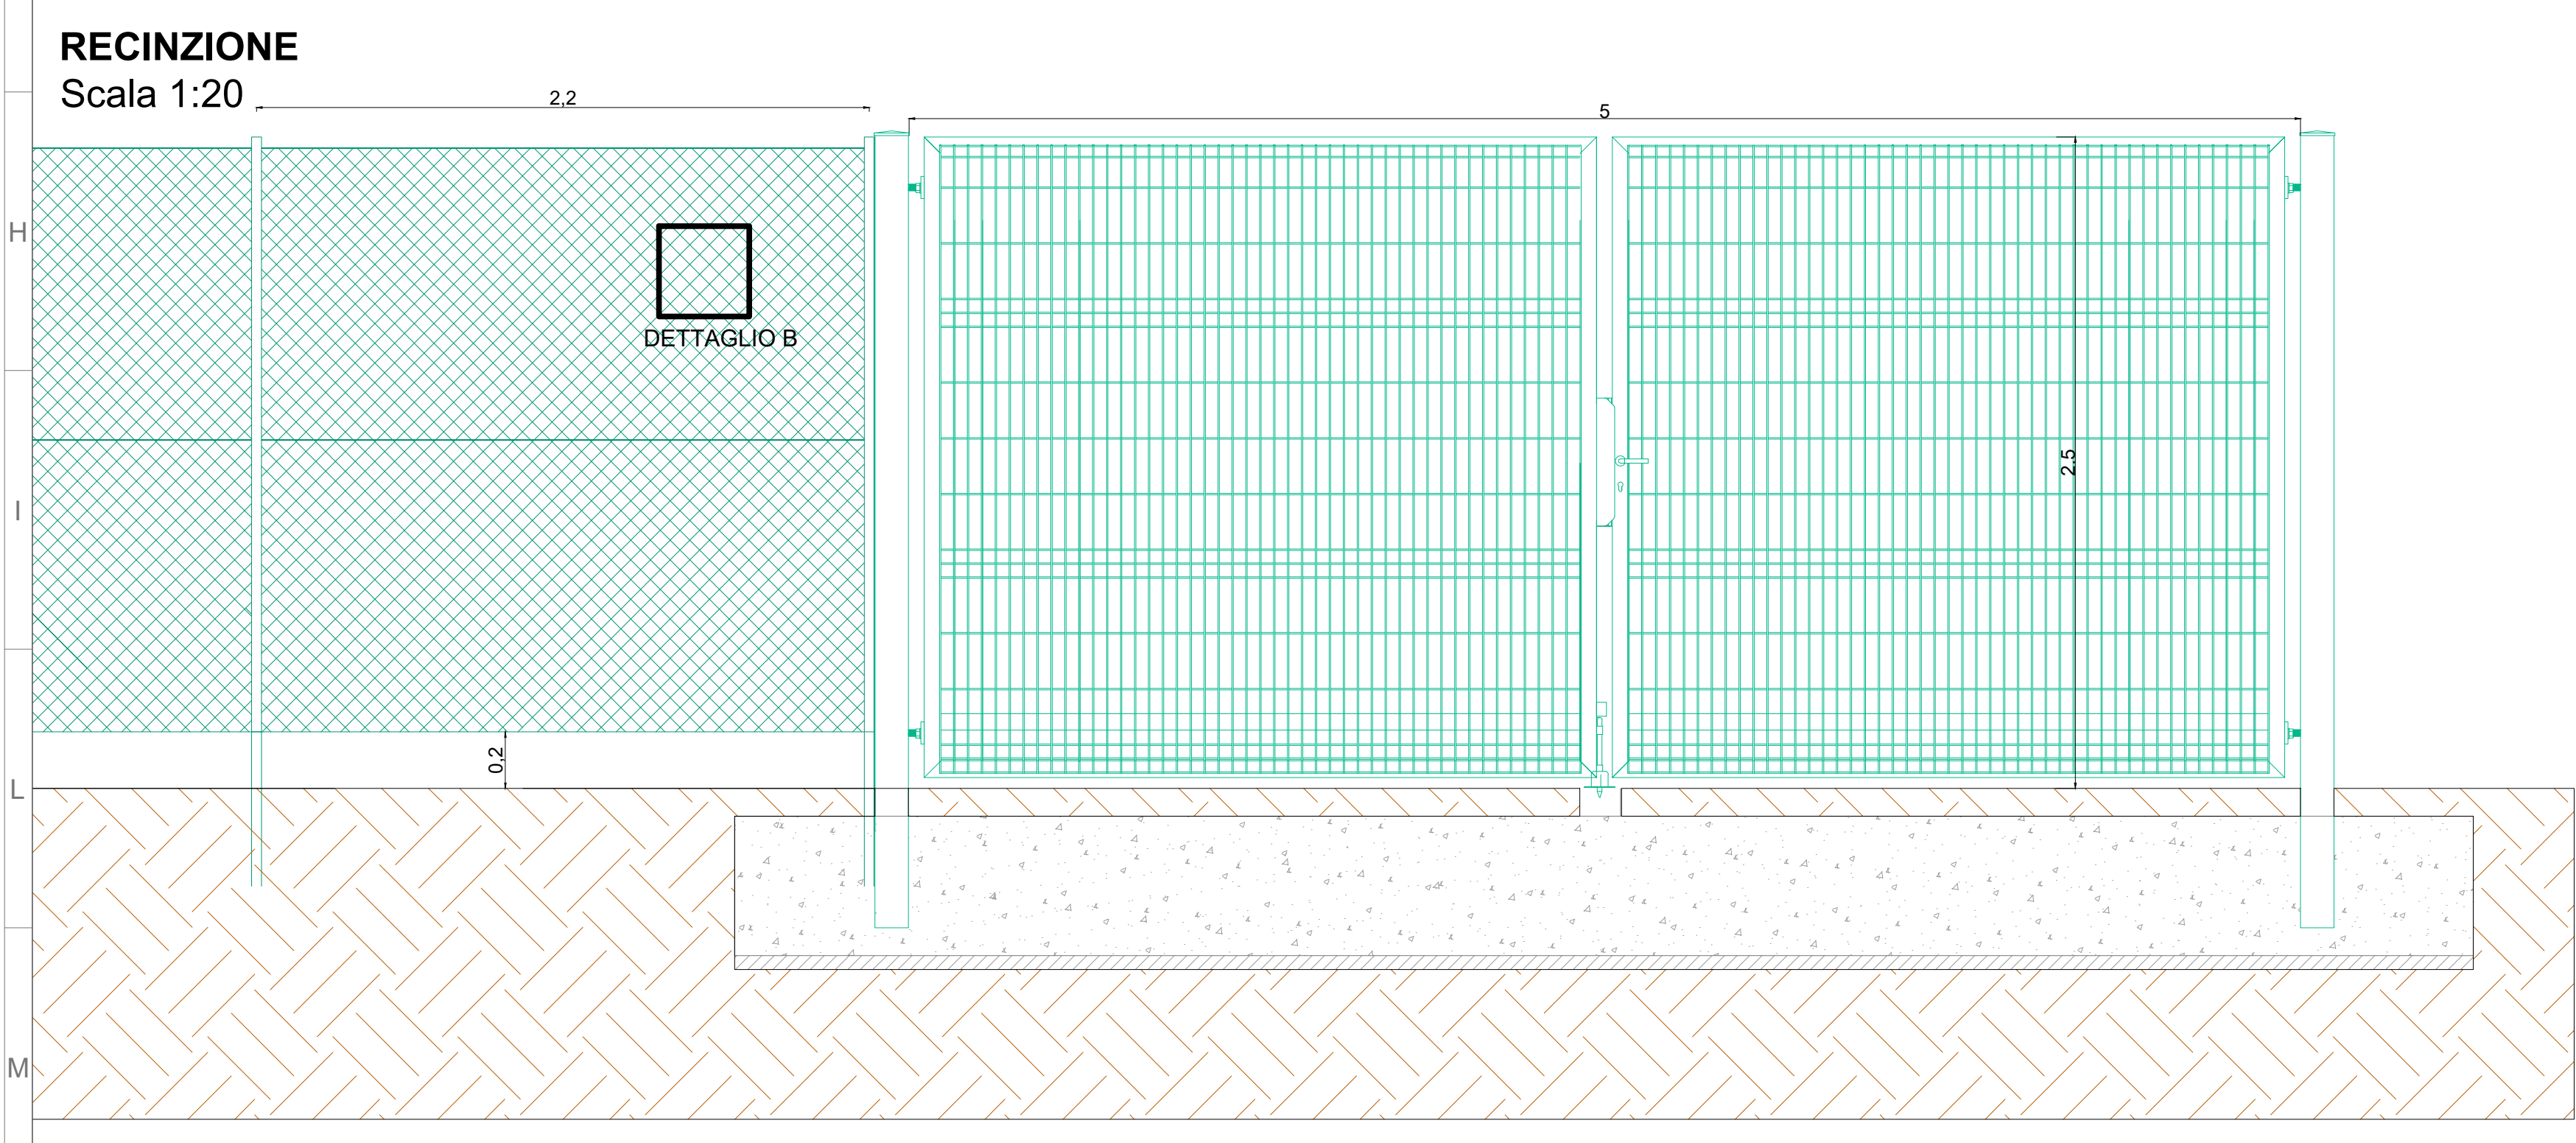 RECINZIONE
Scala 1:20
2,2
5
H
DETTAGLIO B
I
2.5
0,2
L
M